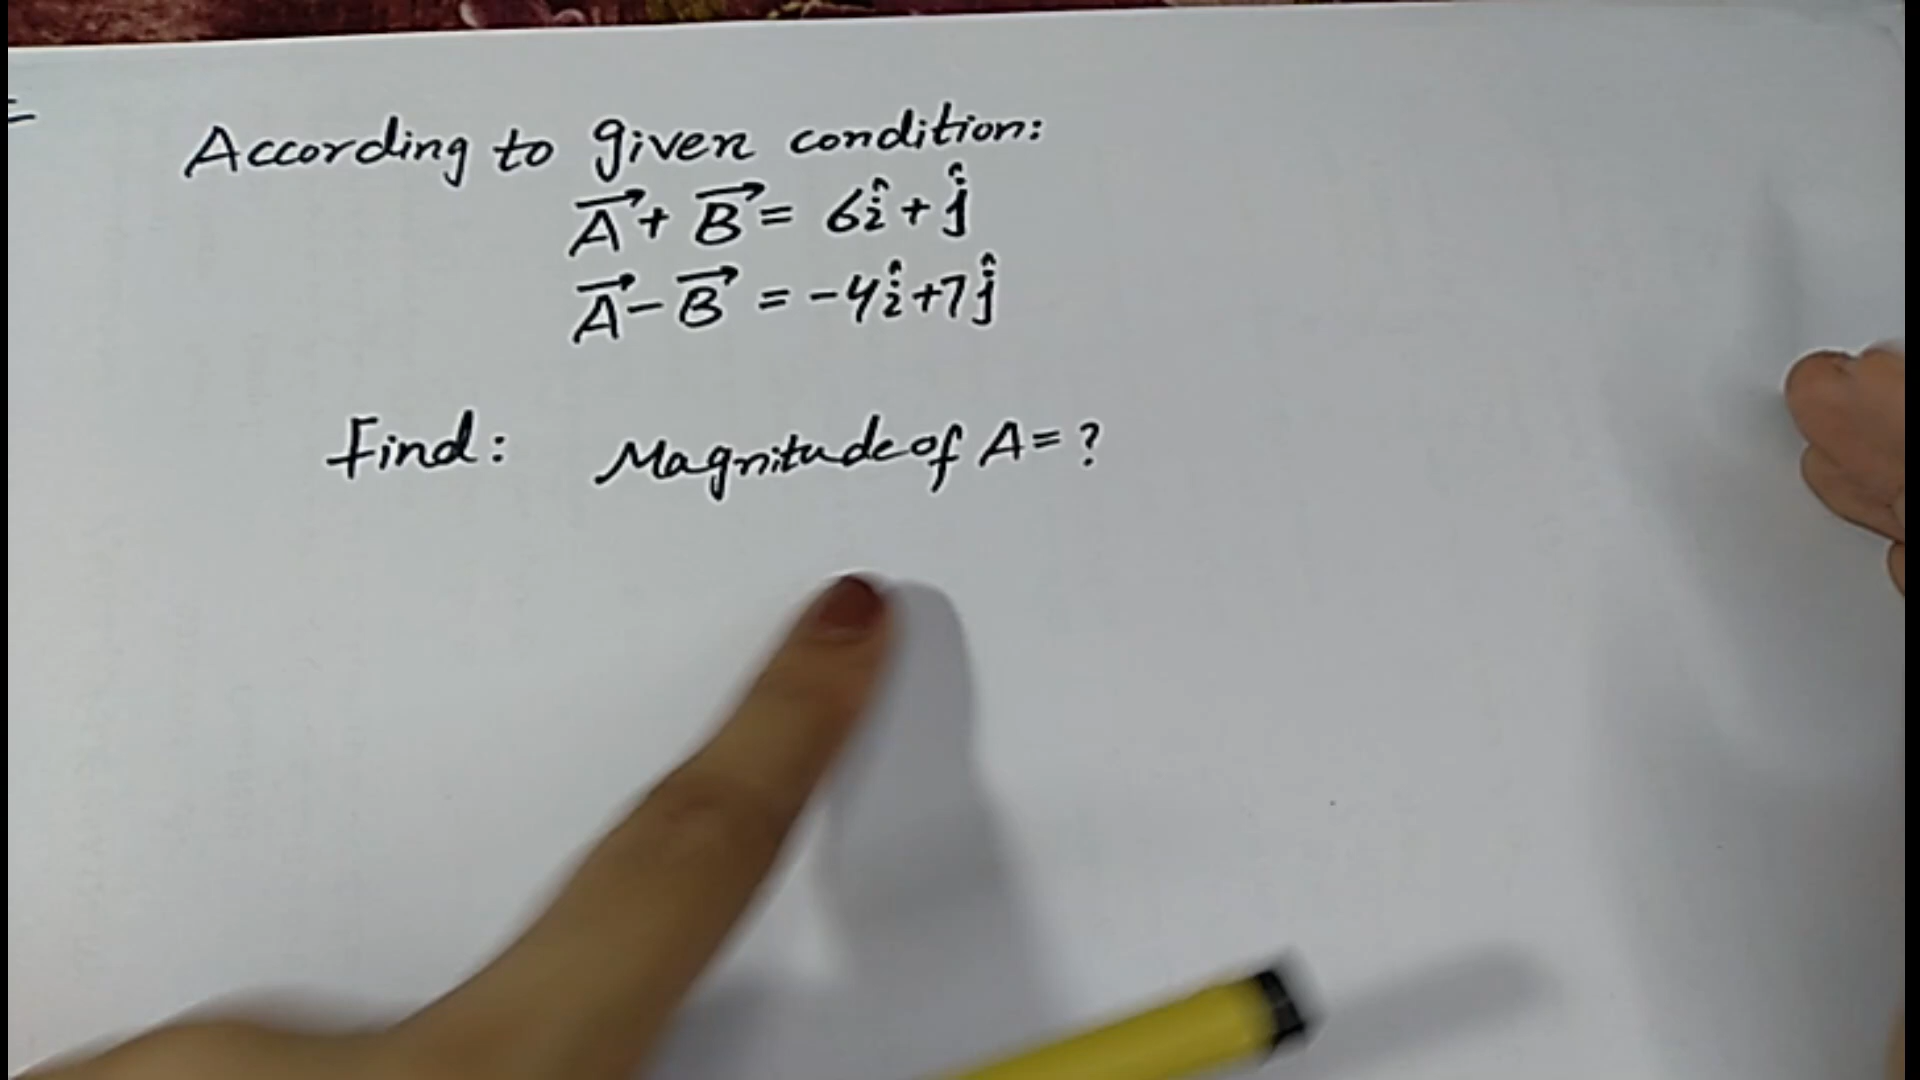 According to given condition:
A⃗ + B⃗ = 6î + ĵ
A⃗ - B⃗ = -4î + 7ĵ
Find: Magnitude of A = ?